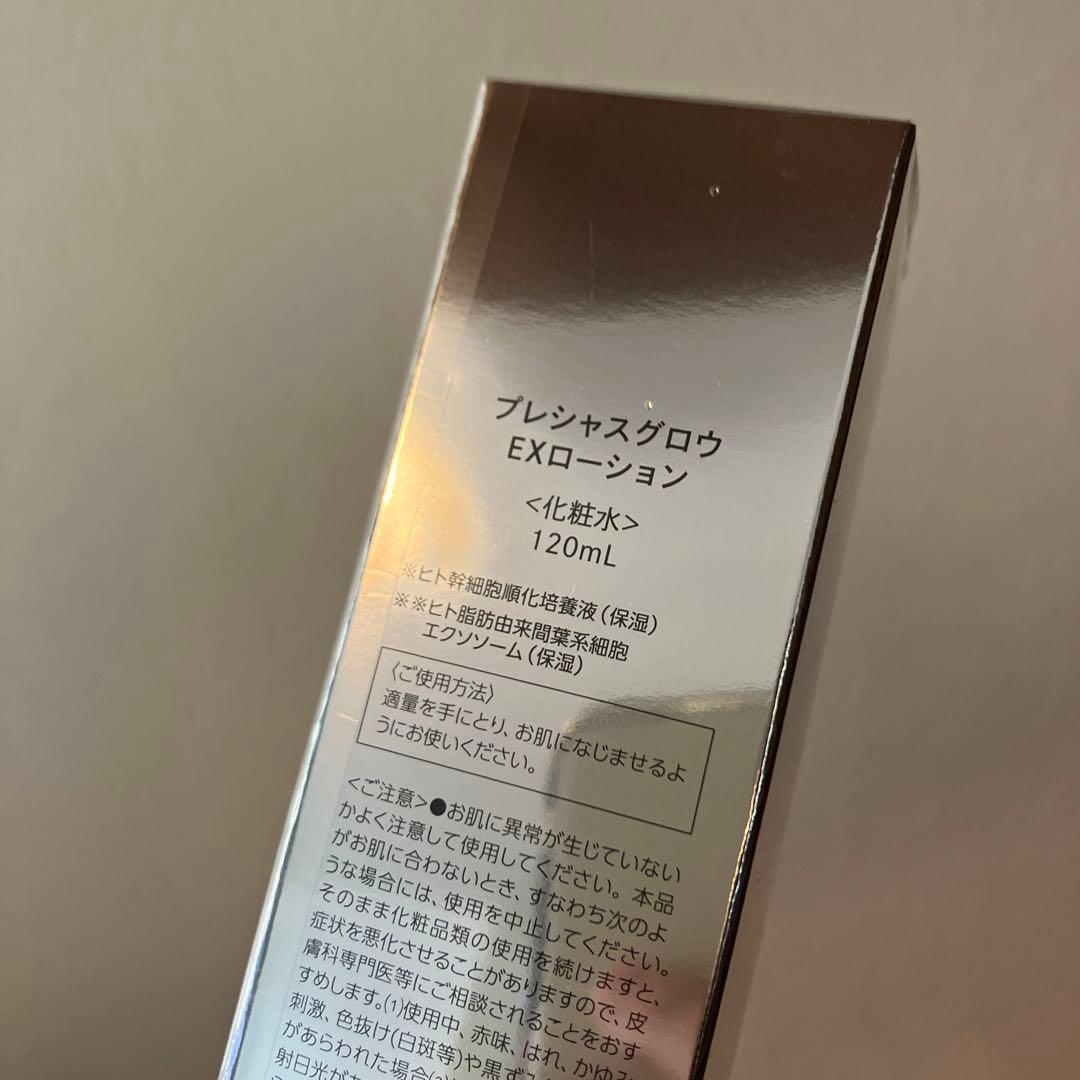 プレシャスグロウ
EXローション
<化粧水>
120mL
※ヒト幹細胞順化培養液(保湿)
※※ヒト脂肪由来間葉系細胞
エクソソーム(保湿)
〈ご使用方法〉
適量を手にとり、お肌になじませるよ
うにお使いください。
<ご注意>●お肌に異常が生じていない
かよく注意して使用してください。本品
がお肌に合わないとき、すなわち次のよ
うな場合には、使用を中止してください。
そのまま化粧品類の使用を続けますと、
症状を悪化させることがありますので、皮
膚科専門医等にご相談されることをおす
すめします。(1)使用中、赤味、はれ、かゆみ
刺激、色抜け(白斑等)や黒ず
があらわれた場合
射日光があ